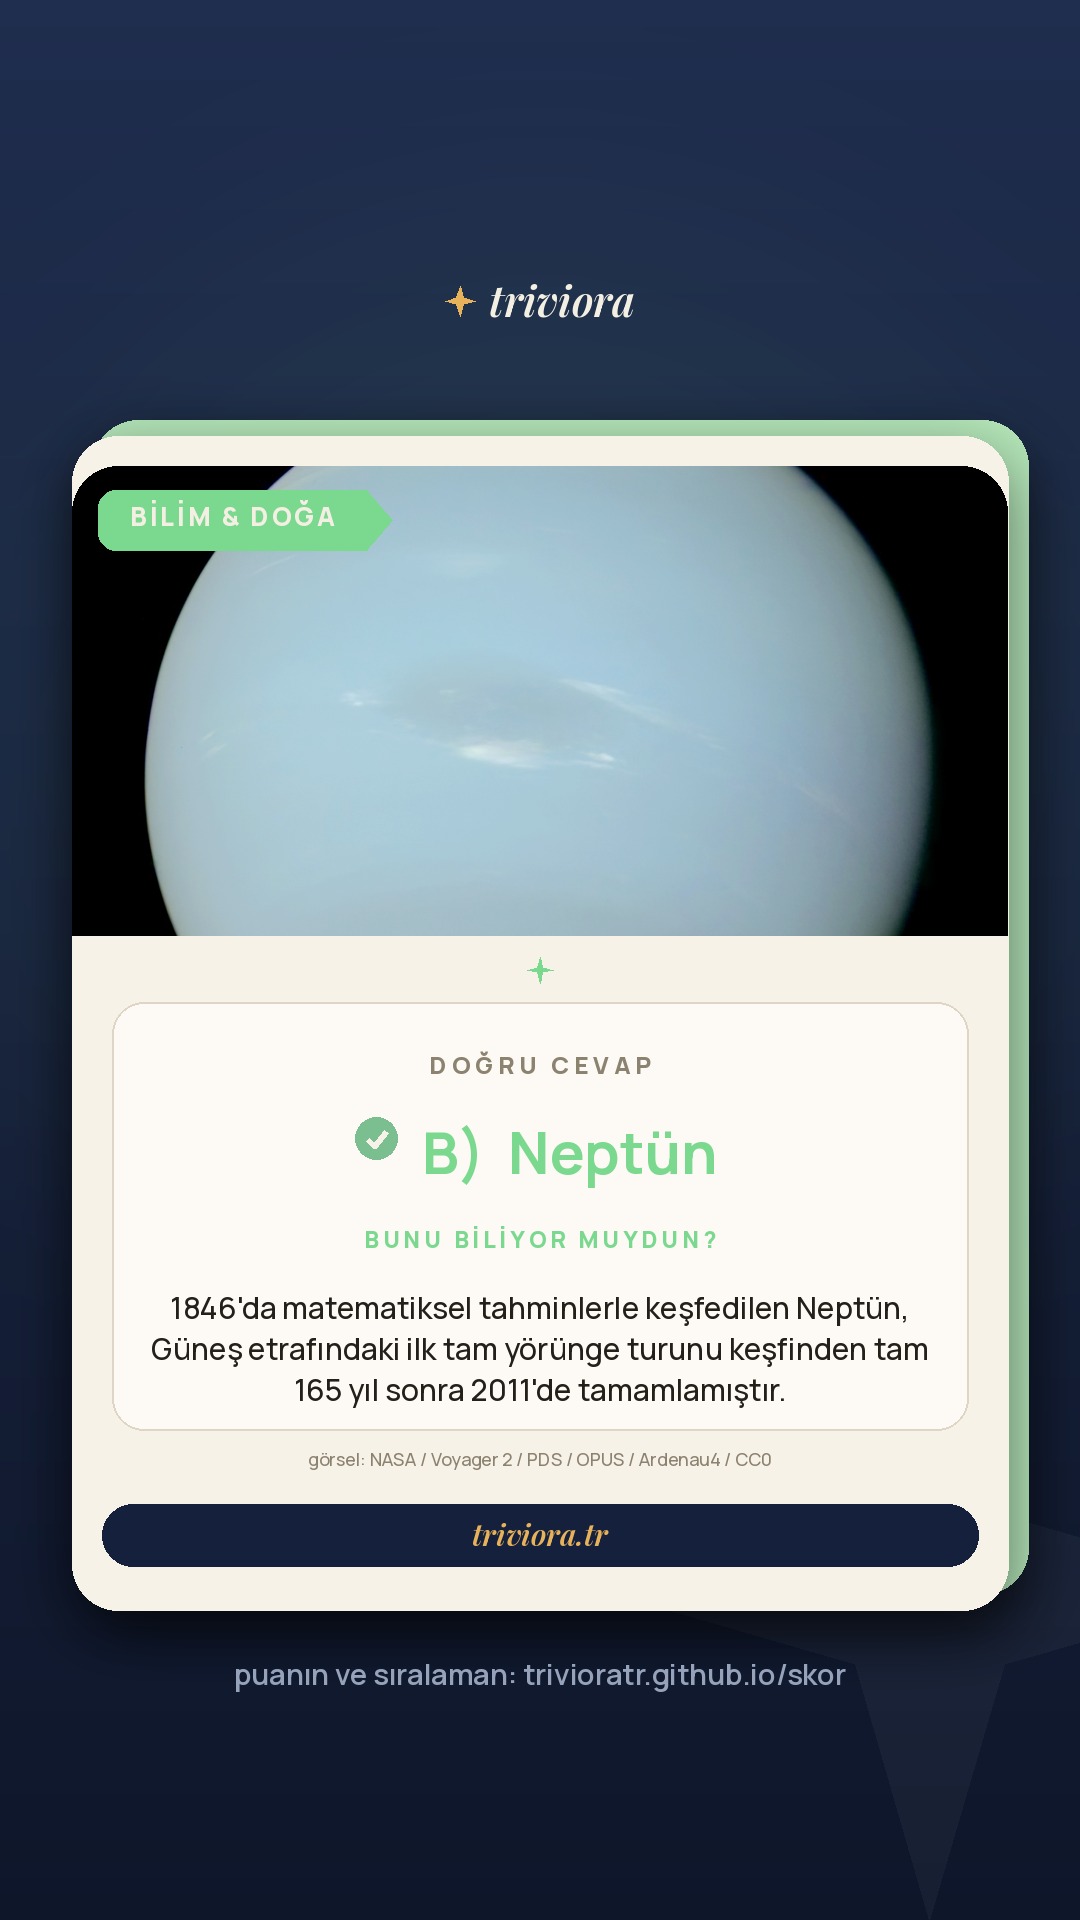 triviora
BİLİM & DOĞA
DOĞRU CEVAP
B) Neptün
BUNU BİLİYOR MUYDUN?
1846'da matematiksel tahminlerle keşfedilen Neptün,
Güneş etrafındaki ilk tam yörünge turunu keşfinden tam
165 yıl sonra 2011'de tamamlamıştır.
görsel: NASA / Voyager 2 / PDS / OPUS / Ardenau4 / CC0
triviora.tr
puanın ve sıralaman: trivioratr.github.io/skor